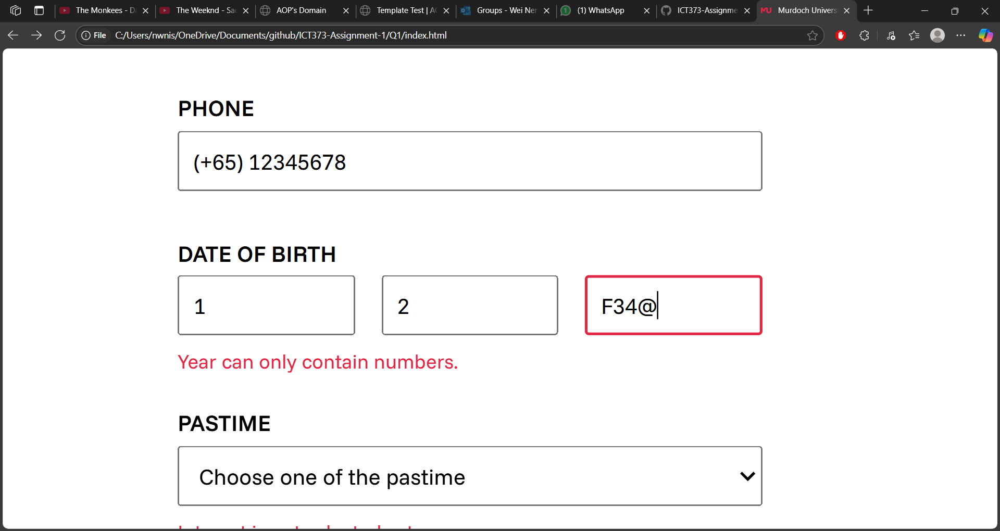 The Monkees - D
The Weeknd - Sa
AOP's Domain
Template Test | A
Groups - Wei Ner
(1) WhatsApp
ICT373-Assignme
Murdoch Univers
File
C:/Users/nwnis/OneDrive/Documents/github/ICT373-Assignment-1/Q1/index.html
PHONE
(+65) 12345678
DATE OF BIRTH
1
2
F34@
Year can only contain numbers.
PASTIME
Choose one of the pastime